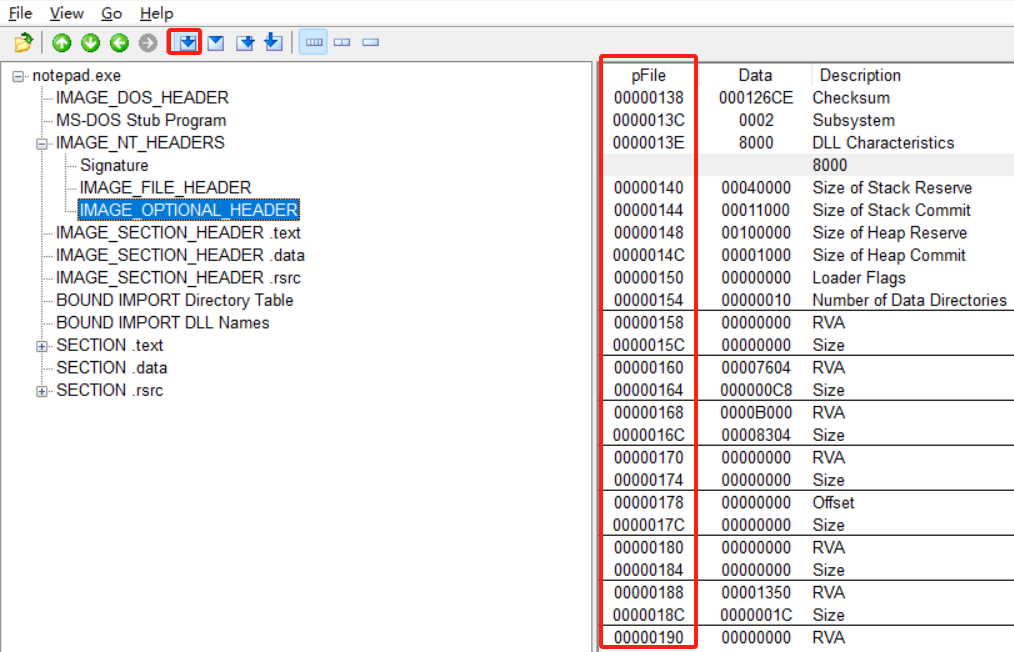 File View Go Help
notepad.exe
IMAGE_DOS_HEADER
MS-DOS Stub Program
IMAGE_NT_HEADERS
Signature
IMAGE_FILE_HEADER
IMAGE_OPTIONAL_HEADER
IMAGE_SECTION_HEADER .text
IMAGE_SECTION_HEADER .data
IMAGE_SECTION_HEADER .rsrc
BOUND IMPORT Directory Table
BOUND IMPORT DLL Names
SECTION .text
SECTION .data
SECTION .rsrc
pFile Data Description
00000138 000126CE Checksum
0000013C 0002 Subsystem
0000013E 8000 DLL Characteristics
8000
00000140 00040000 Size of Stack Reserve
00000144 00011000 Size of Stack Commit
00000148 00100000 Size of Heap Reserve
0000014C 00001000 Size of Heap Commit
00000150 00000000 Loader Flags
00000154 00000010 Number of Data Directories
00000158 00000000 RVA
0000015C 00000000 Size
00000160 00007604 RVA
00000164 000000C8 Size
00000168 0000B000 RVA
0000016C 00008304 Size
00000170 00000000 RVA
00000174 00000000 Size
00000178 00000000 Offset
0000017C 00000000 Size
00000180 00000000 RVA
00000184 00000000 Size
00000188 00001350 RVA
0000018C 0000001C Size
00000190 00000000 RVA